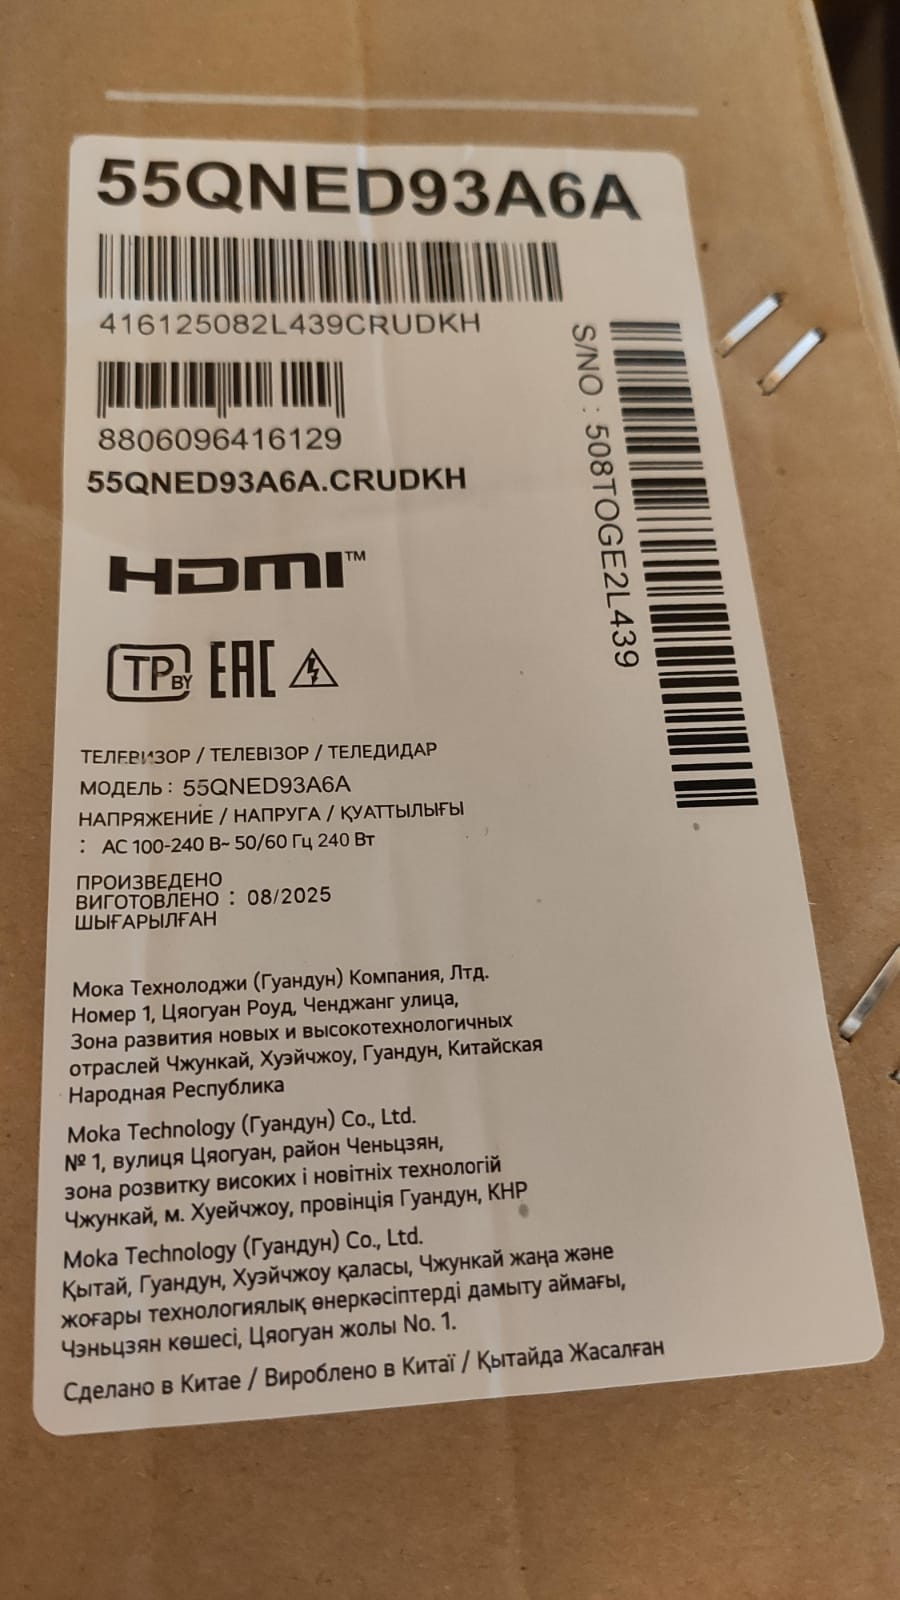 55QNED93A6A
416125082L439CRUDKH
8806096416129
55QNED93A6A.CRUDKH
S/NO : 508TOGE2L439
HDMI™
TP BY EAC
ТЕЛЕВИЗОР / ТЕЛЕВІЗОР / ТЕЛЕДИДАР
МОДЕЛЬ : 55QNED93A6A
НАПРЯЖЕНИЕ / НАПРУГА / ҚУАТТЫЛЫҒЫ
: AC 100-240 В~ 50/60 Гц 240 Вт
ПРОИЗВЕДЕНО
ВИГОТОВЛЕНО : 08/2025
ШЫҒАРЫЛҒАН
Мока Технолоджи (Гуандун) Компания, Лтд.
Номер 1, Цяогуан Роуд, Ченджанг улица,
Зона развития новых и высокотехнологичных
отраслей Чжункай, Хуэйчжоу, Гуандун, Китайская
Народная Республика
Moka Technology (Гуандун) Co., Ltd.
№ 1, вулиця Цяогуан, район Ченьцзян,
зона розвитку високих і новітніх технологій
Чжункай, м. Хуейчжоу, провінція Гуандун, КНР
Moka Technology (Гуандун) Co., Ltd.
Қытай, Гуандун, Хуэйчжоу қаласы, Чжункай жаңа және
жоғары технологиялық өнеркәсіптерді дамыту аймағы,
Чэньцзян көшесі, Цяогуан жолы No. 1.
Сделано в Китае / Вироблено в Китаї / Қытайда Жасалған